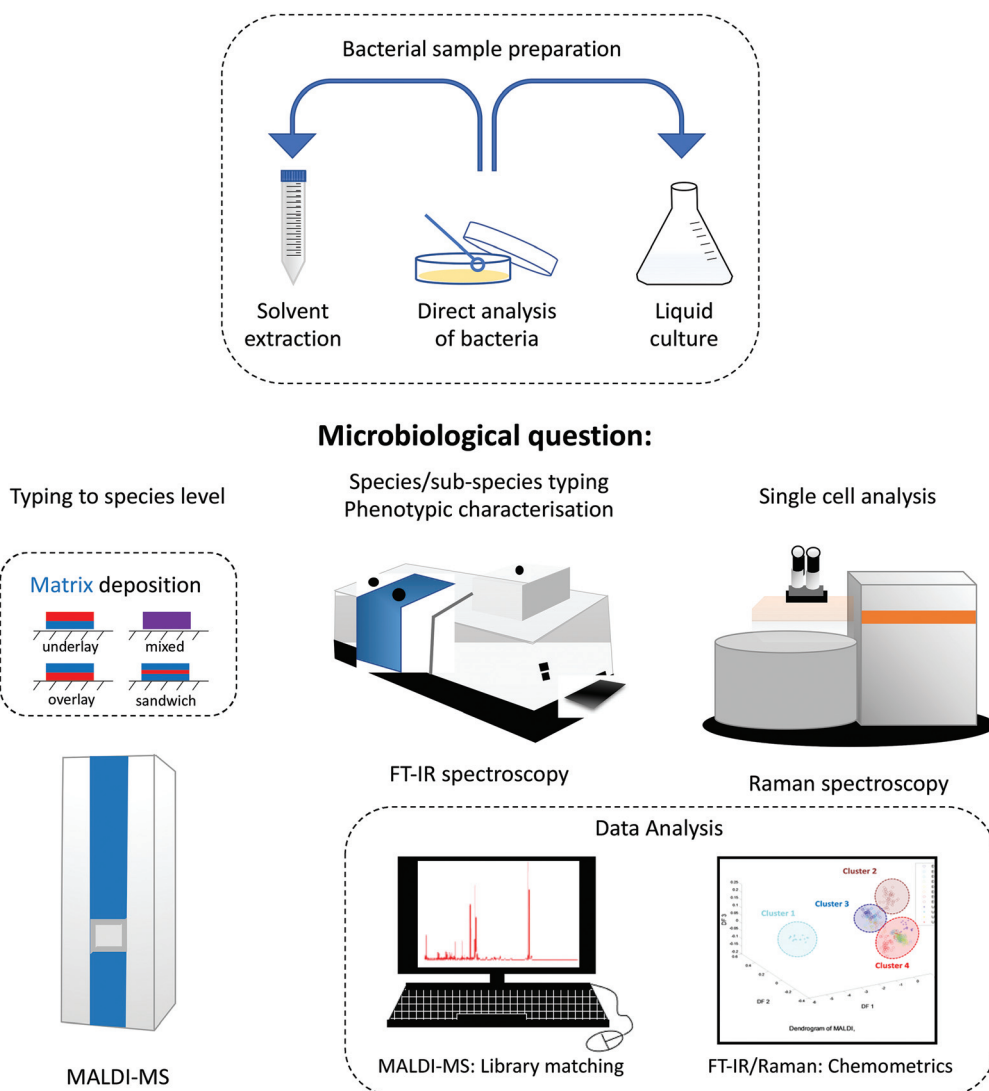 Bacterial sample preparation
Solvent
extraction
Direct analysis
of bacteria
Liquid
culture
Microbiological question:
Typing to species level
Species/sub-species typing
Phenotypic characterisation
Single cell analysis
Matrix deposition
underlay
mixed
overlay
sandwich
FT-IR spectroscopy
Raman spectroscopy
MALDI-MS
Data Analysis
Cluster 2
Cluster 3
Cluster 1
Cluster 4
DF 3
DF 2
DF 1
Dendrogram of MALDI,
MALDI-MS: Library matching
FT-IR/Raman: Chemometrics